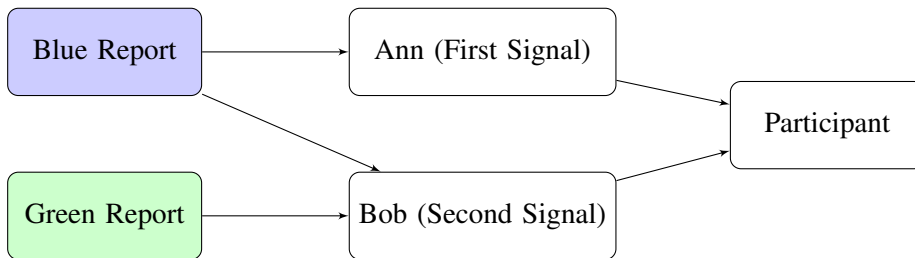 Blue Report
Ann (First Signal)
Participant
Green Report
Bob (Second Signal)